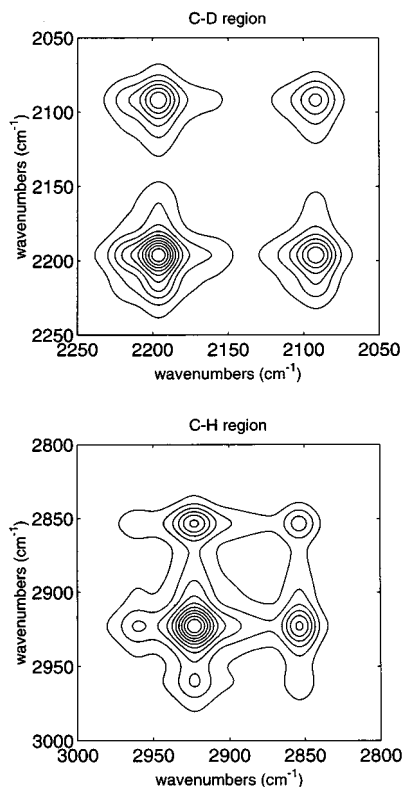 C-D region
2050
2100
2150
2200
2250
wavenumbers (cm-1)
2250 2200 2150 2100 2050
wavenumbers (cm-1)
C-H region
2800
2850
2900
2950
3000
wavenumbers (cm-1)
3000 2950 2900 2850 2800
wavenumbers (cm-1)